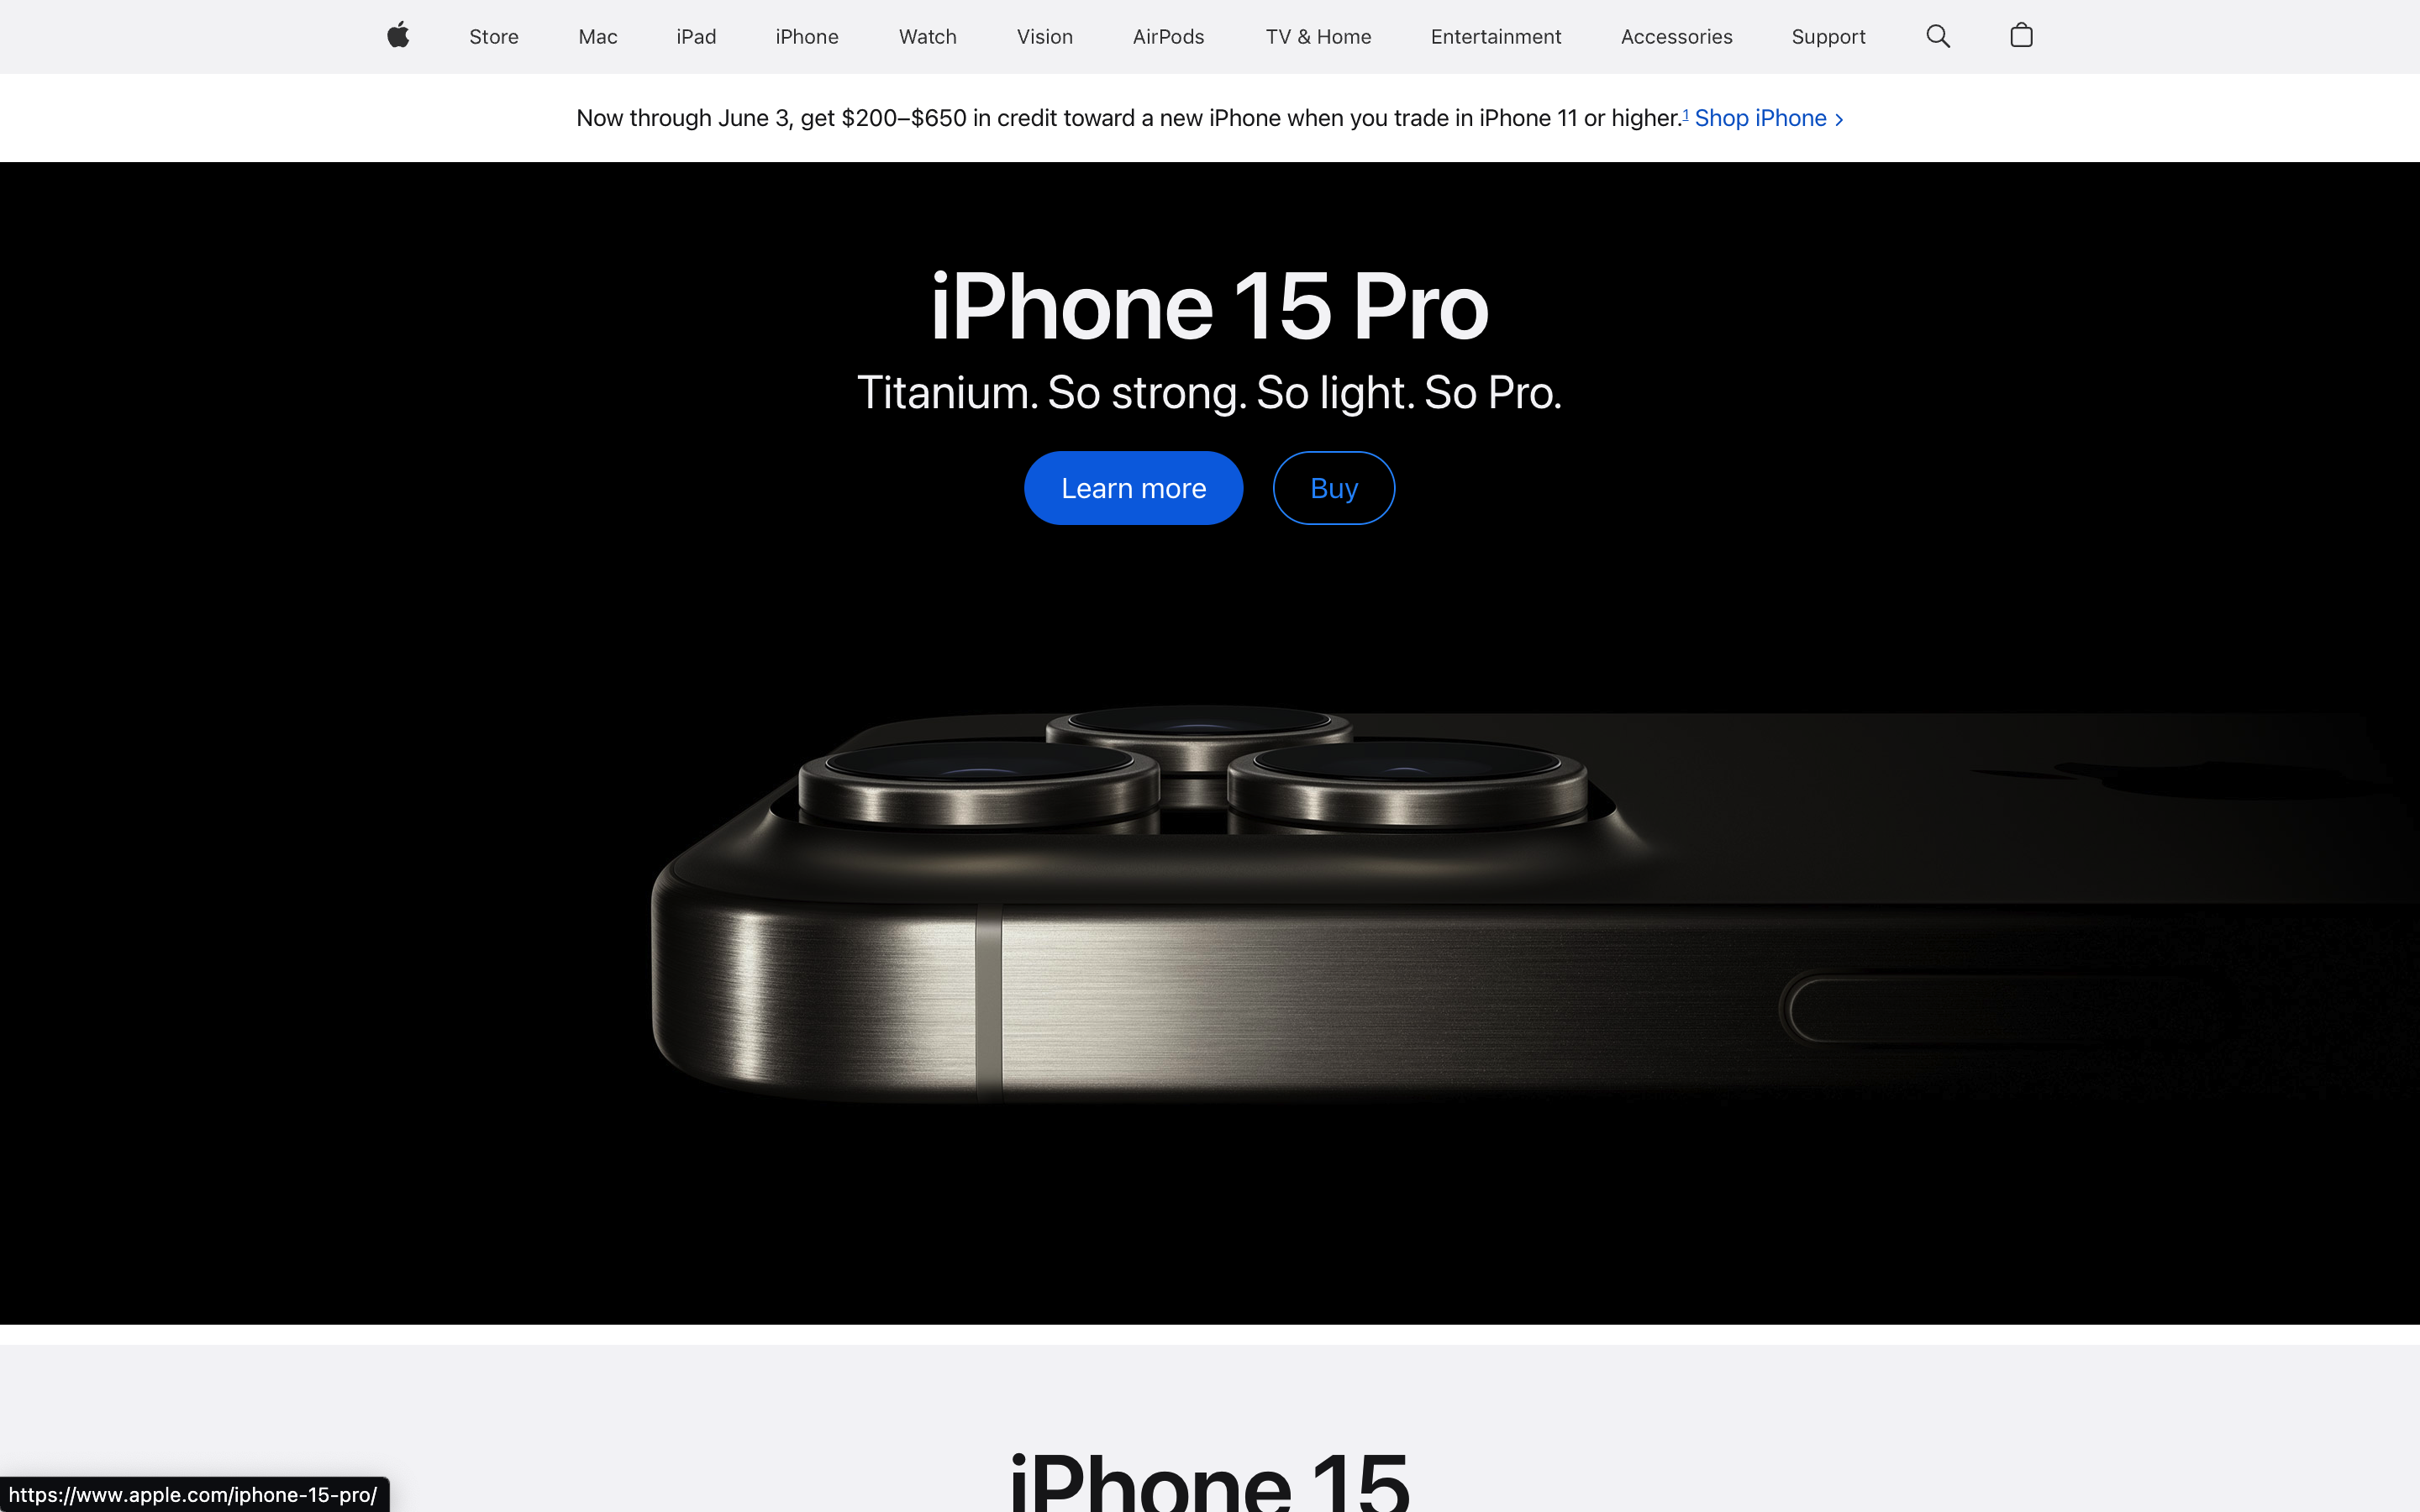 Store Mac iPad iPhone Watch Vision AirPods TV & Home Entertainment Accessories Support
Now through June 3, get $200–$650 in credit toward a new iPhone when you trade in iPhone 11 or higher.1 Shop iPhone >
iPhone 15 Pro
Titanium. So strong. So light. So Pro.
Learn more Buy
iPhone 15
https://www.apple.com/iphone-15-pro/